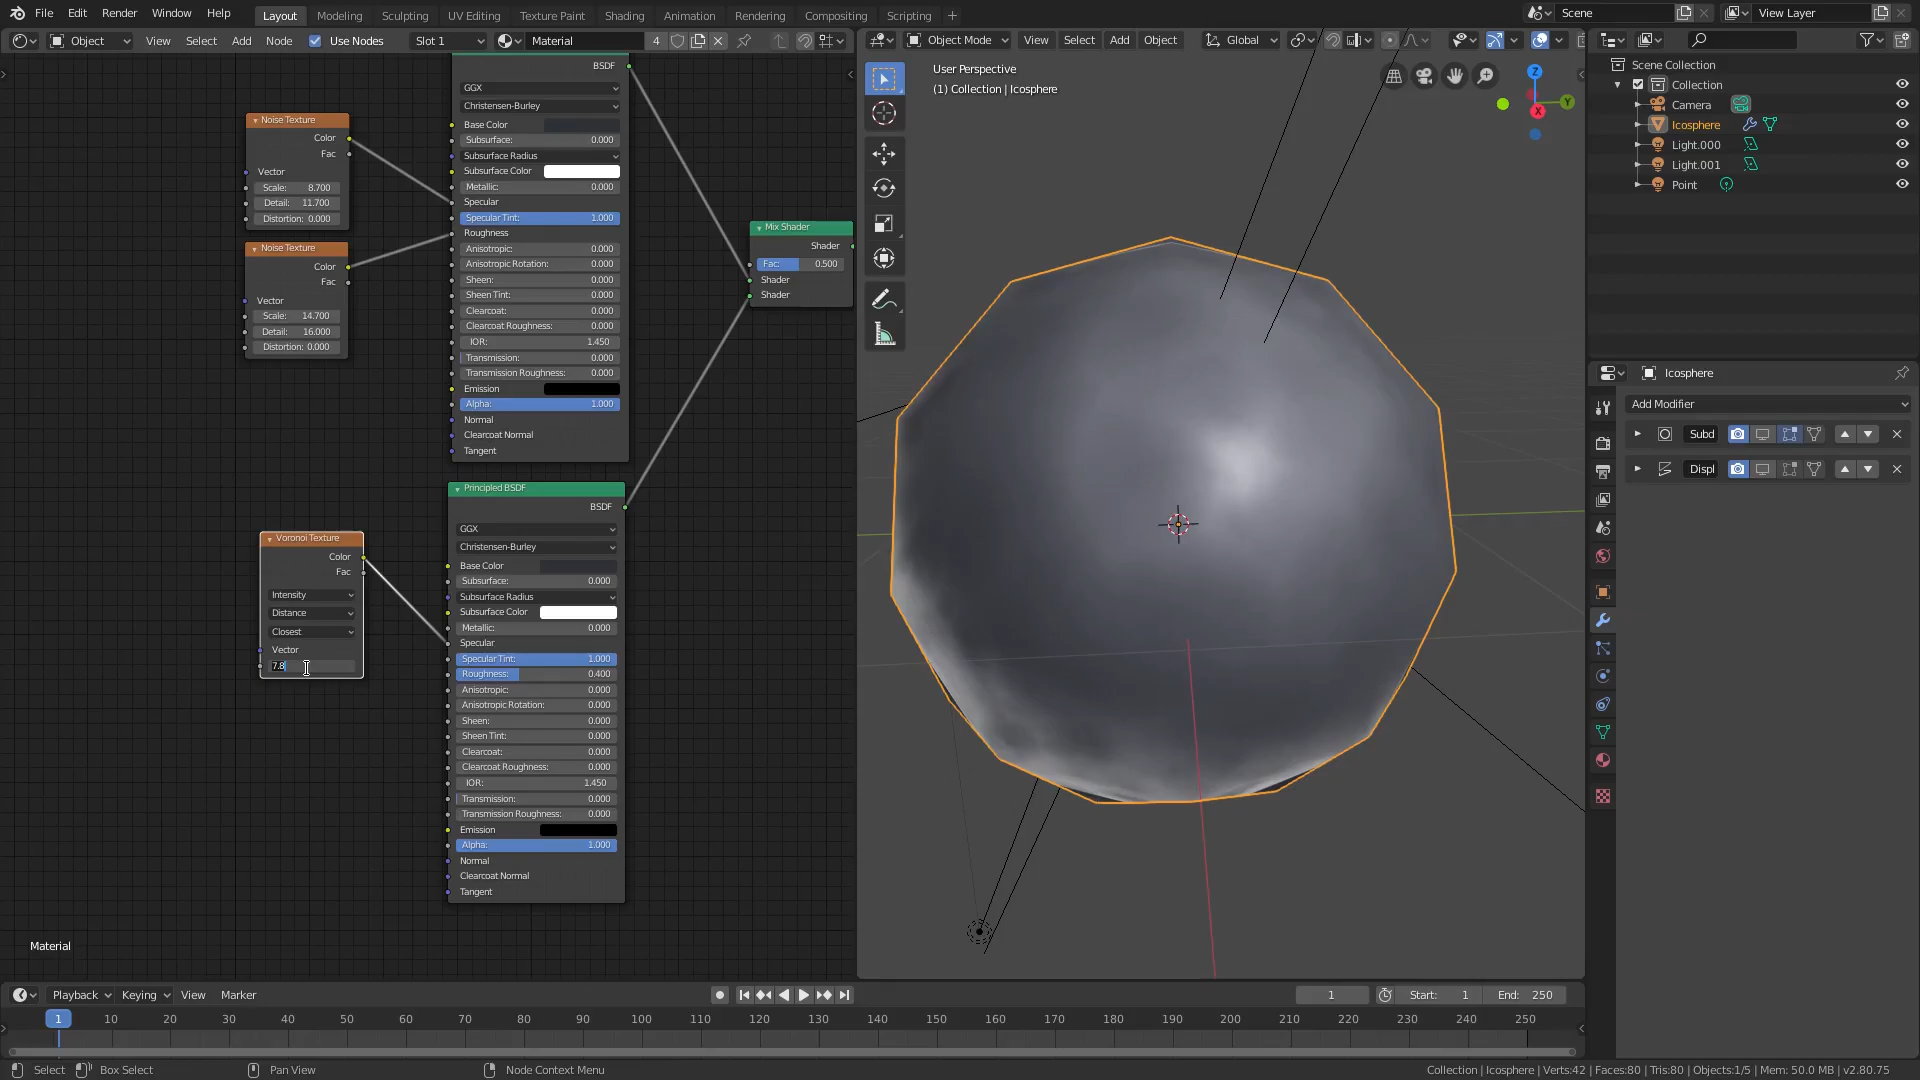 File Edit Render Window Help Layout Modeling Sculpting UV Editing Texture Paint Shading Animation Rendering Compositing Scripting + Scene View Layer
Object View Select Add Node Use Nodes Slot 1 Material 4
Object Mode View Select Add Object Global
User Perspective
(1) Collection | Icosphere
BSDF
GGX
Christensen-Burley
Base Color
Subsurface: 0.000
Subsurface Radius
Subsurface Color
Metallic: 0.000
Specular
Specular Tint: 1.000
Roughness
Anisotropic: 0.000
Anisotropic Rotation: 0.000
Sheen: 0.000
Sheen Tint: 0.000
Clearcoat: 0.000
Clearcoat Roughness: 0.000
IOR: 1.450
Transmission: 0.000
Transmission Roughness: 0.000
Emission
Alpha: 1.000
Normal
Clearcoat Normal
Tangent
Noise Texture
Color
Fac
Vector
Scale: 8.700
Detail: 11.700
Distortion: 0.000
Noise Texture
Color
Fac
Vector
Scale: 14.700
Detail: 16.000
Distortion: 0.000
Mix Shader
Shader
Fac: 0.500
Shader
Shader
Voronoi Texture
Color
Fac
Intensity
Distance
Closest
Vector
7.8
Principled BSDF
BSDF
GGX
Christensen-Burley
Base Color
Subsurface: 0.000
Subsurface Radius
Subsurface Color
Metallic: 0.000
Specular
Specular Tint: 1.000
Roughness: 0.400
Anisotropic: 0.000
Anisotropic Rotation: 0.000
Sheen: 0.000
Sheen Tint: 0.000
Clearcoat: 0.000
Clearcoat Roughness: 0.000
IOR: 1.450
Transmission: 0.000
Transmission Roughness: 0.000
Emission
Alpha: 1.000
Normal
Clearcoat Normal
Tangent
Material
Z
Y
X
Scene Collection
Collection
Camera
Icosphere
Light.000
Light.001
Point
Icosphere
Add Modifier
Subd
Displ
Playback Keying View Marker 1 Start: 1 End: 250
1 10 20 30 40 50 60 70 80 90 100 110 120 130 140 150 160 170 180 190 200 210 220 230 240 250
Select Box Select Pan View Node Context Menu Collection | Icosphere | Verts:42 | Faces:80 | Tris:80 | Objects:1/5 | Mem: 50.0 MB | v2.80.75